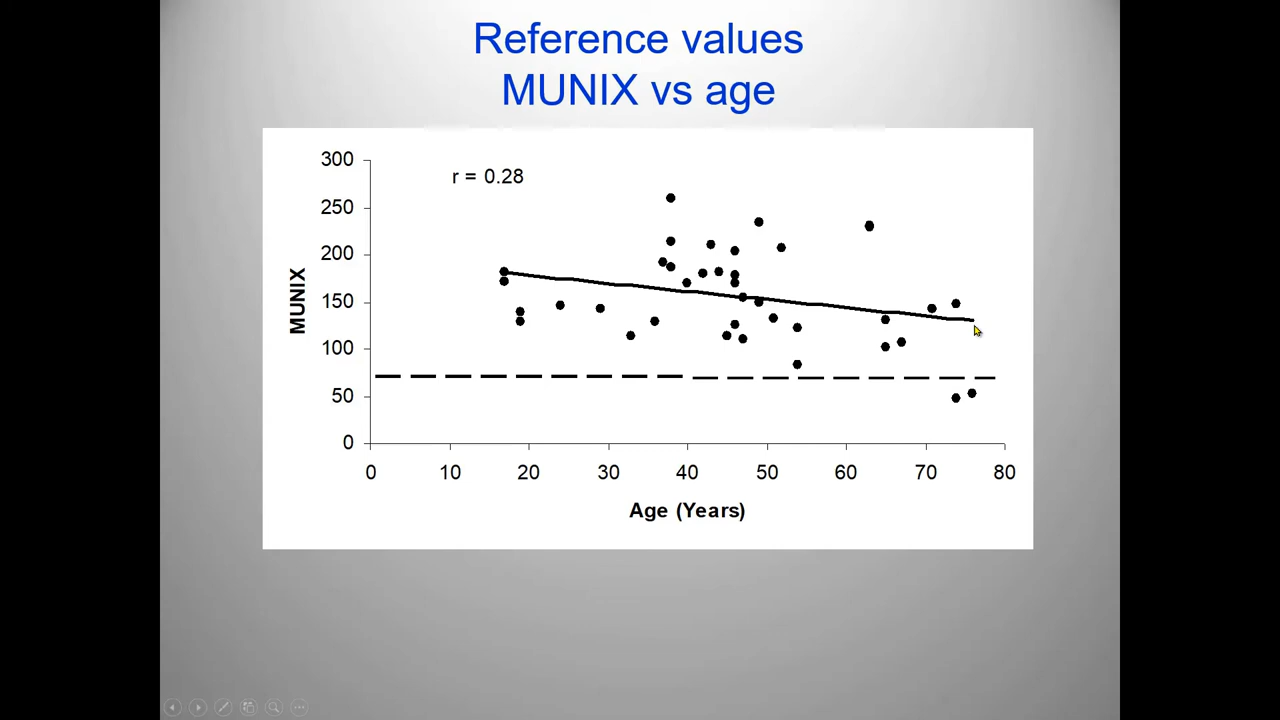 Reference values
MUNIX vs age
300
r = 0.28
250
200
150
100
50
0
MUNIX
0 10 20 30 40 50 60 70 80
Age (Years)